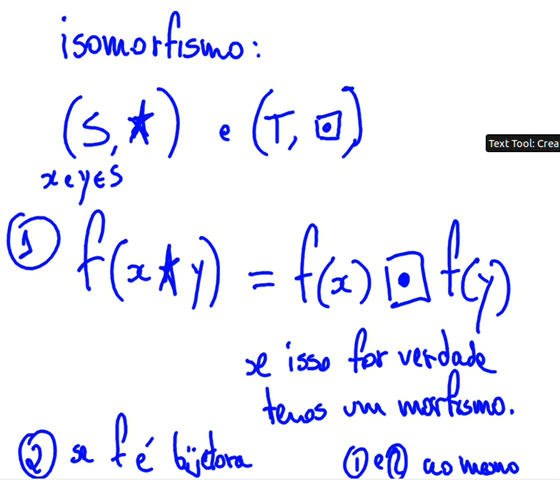 isomorfismo:
(S, ★) e (T, ⊡)
x e y ∈ S
Text Tool: Crea
① f(x ★ y) = f(x) ⊡ f(y)
se isso for verdade
temos um morfismo.
② se f é bijetora
① e ② ao mesmo